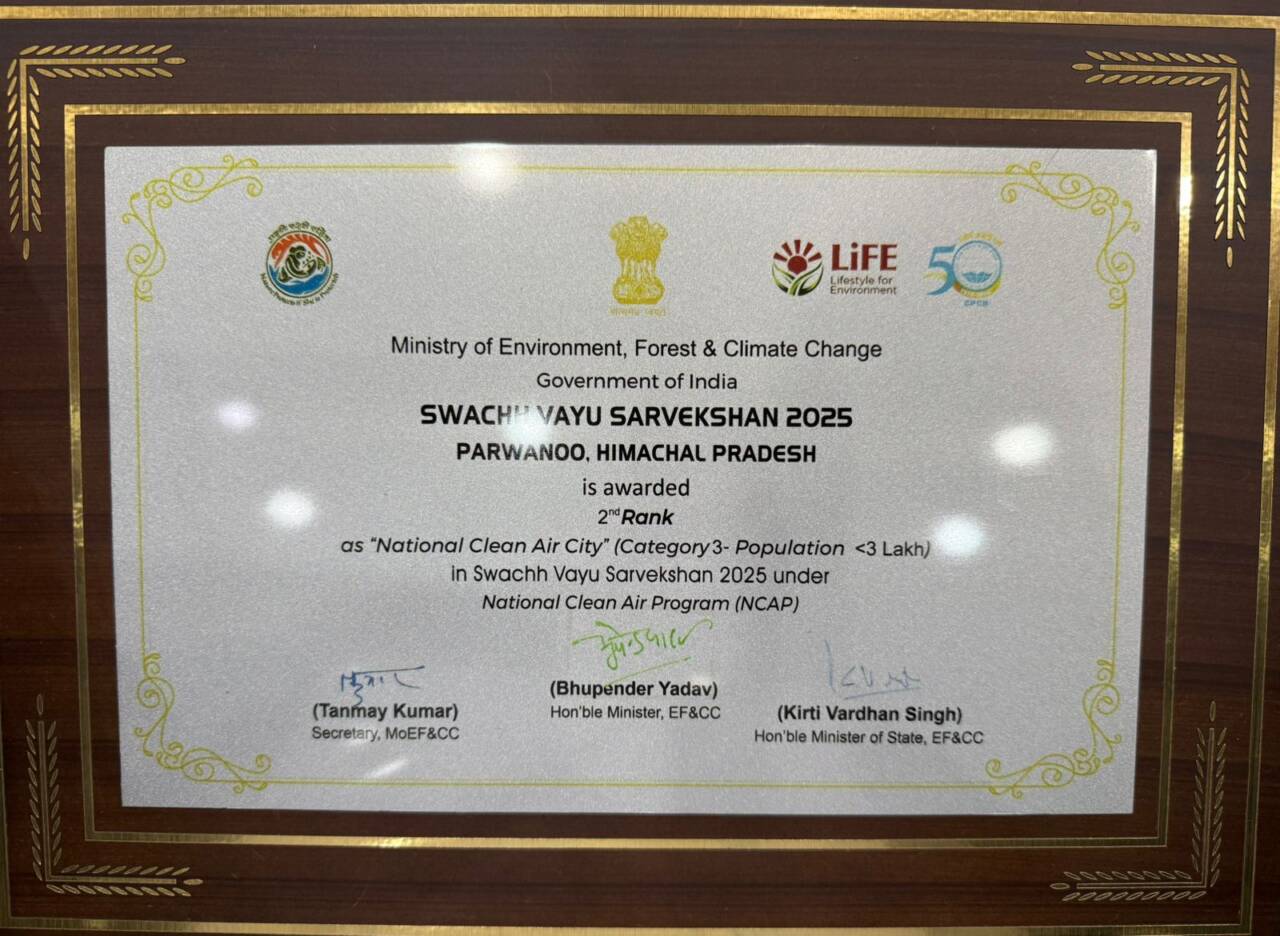 LiFE
Lifestyle for
Environment
50
CPCB
Ministry of Environment, Forest & Climate Change
Government of India
SWACHH VAYU SARVEKSHAN 2025
PARWANOO, HIMACHAL PRADESH
is awarded
2nd Rank
as “National Clean Air City” (Category 3- Population <3 Lakh)
in Swachh Vayu Sarvekshan 2025 under
National Clean Air Program (NCAP)
(Tanmay Kumar)
Secretary, MoEF&CC
(Bhupender Yadav)
Hon'ble Minister, EF&CC
(Kirti Vardhan Singh)
Hon'ble Minister of State, EF&CC